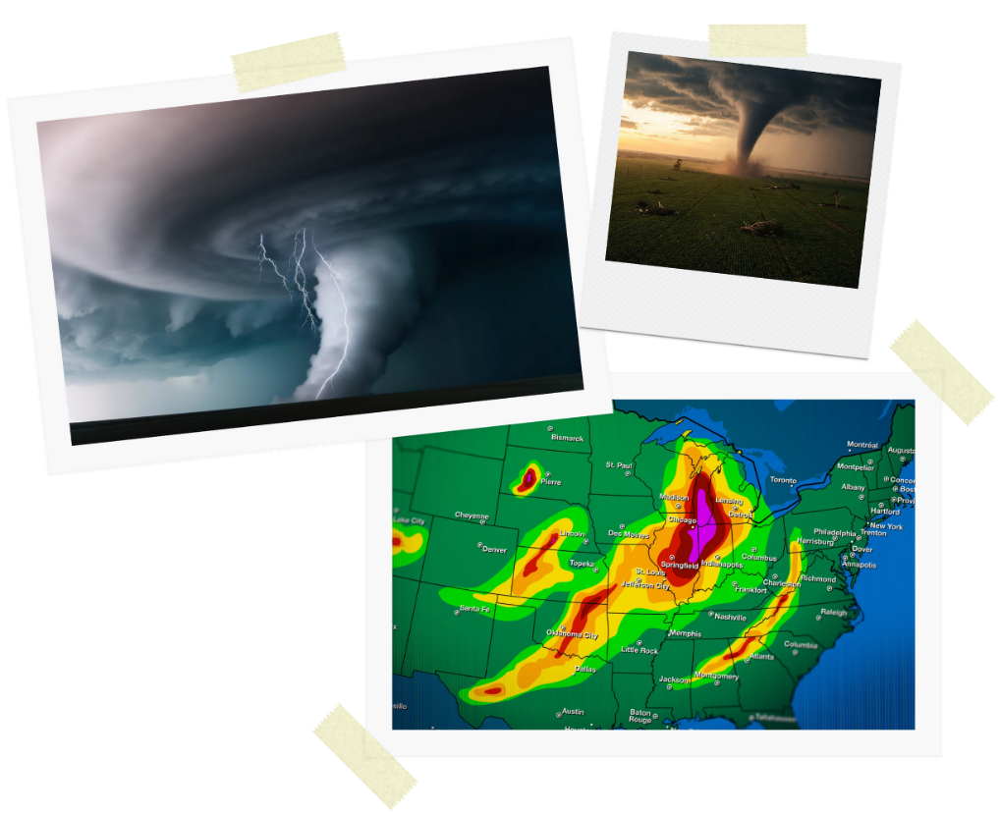 Bismarck
Montréal
Augusta
St. Paul
Montpelier
Pierre
Toronto
Concor
Albany
Bos
Madison
Lansing
Provi
Hartford
Lake City
Cheyenne
Chicago
Detroit
New York
Lincoln
Des Moines
Philadelphia
Trenton
Harrisburg
Denver
Dover
Columbus
Topeka
Springfield
Indianapolis
Annapolis
St. Louis
Jefferson City
Charleston
Richmond
Frankfort
Santa Fe
Nashville
Raleigh
Oklahoma City
Memphis
Little Rock
Columbia
Atlanta
Dallas
Jackson
Montgomery
Austin
Baton
Rouge
Tallahassee